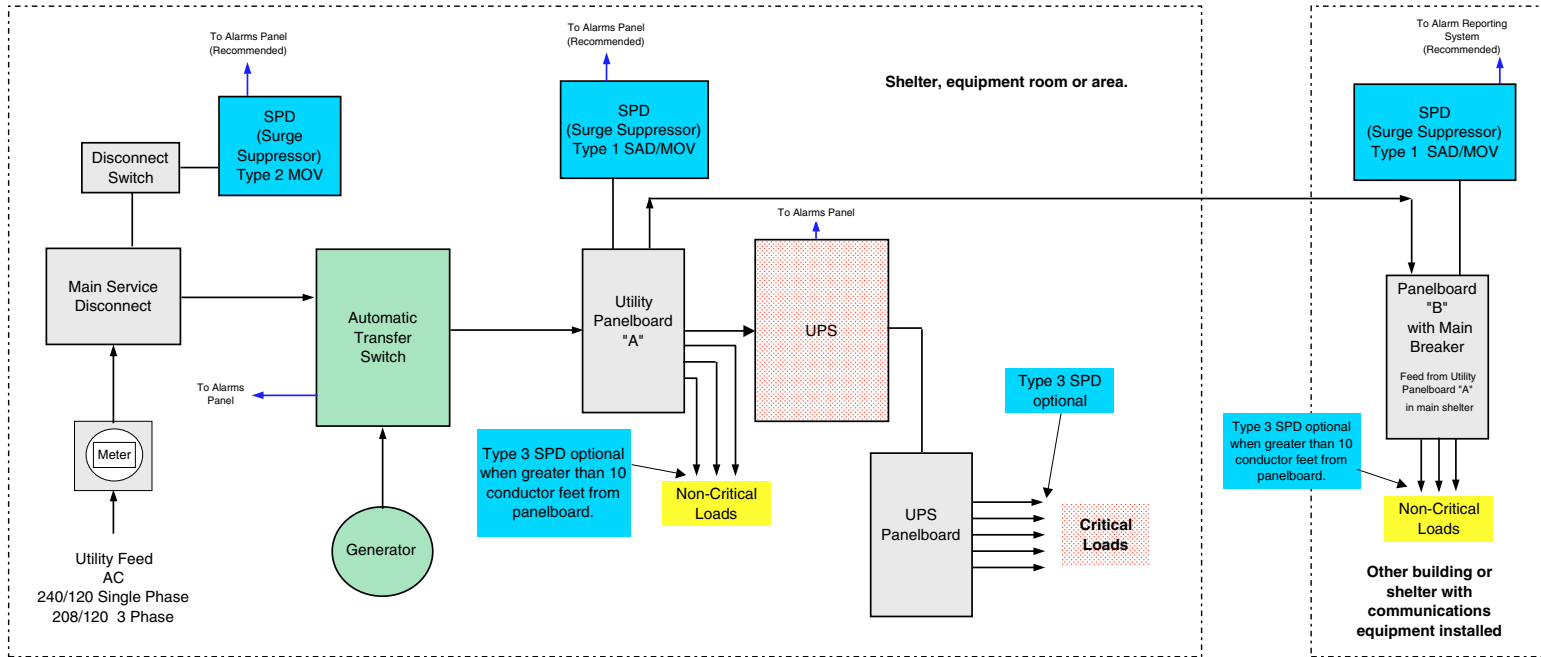 To Alarms Panel
(Recommended)
SPD
(Surge
Suppressor)
Type 2 MOV
Disconnect
Switch
Main Service
Disconnect
Meter
Utility Feed
AC
240/120 Single Phase
208/120  3 Phase
To Alarms
Panel
Automatic
Transfer
Switch
Generator
To Alarms Panel
(Recommended)
SPD
(Surge Suppressor)
Type 1 SAD/MOV
Utility
Panelboard
"A"
Type 3 SPD optional
when greater than 10
conductor feet from
panelboard.
Non-Critical
Loads
Shelter, equipment room or area.
To Alarms Panel
UPS
UPS
Panelboard
Type 3 SPD
optional
Critical
Loads
To Alarm Reporting
System
(Recommended)
SPD
(Surge Suppressor)
Type 1  SAD/MOV
Panelboard
"B"
with Main
Breaker
Feed from Utility
Panelboard "A"
in main shelter
Type 3 SPD optional
when greater than 10
conductor feet from
panelboard.
Non-Critical
Loads
Other building or
shelter with
communications
equipment installed